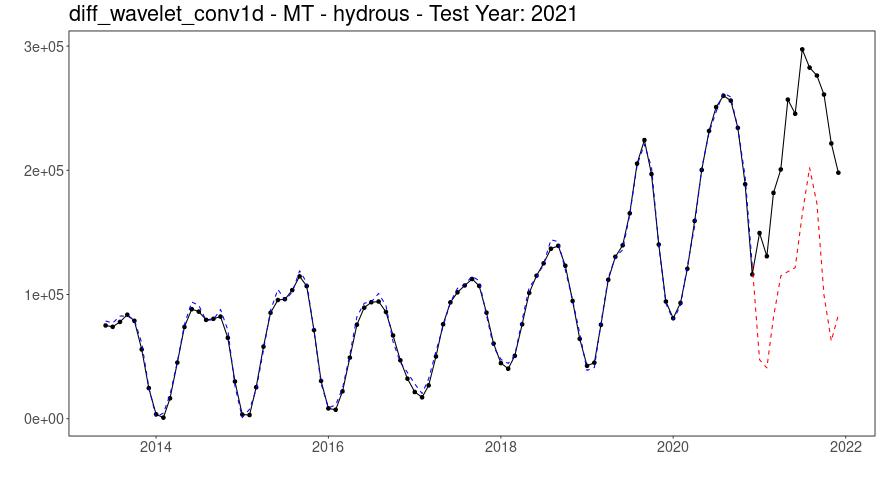 diff_wavelet_conv1d - MT - hydrous - Test Year: 2021
3e+05
2e+05
1e+05
0e+00
2014 2016 2018 2020 2022